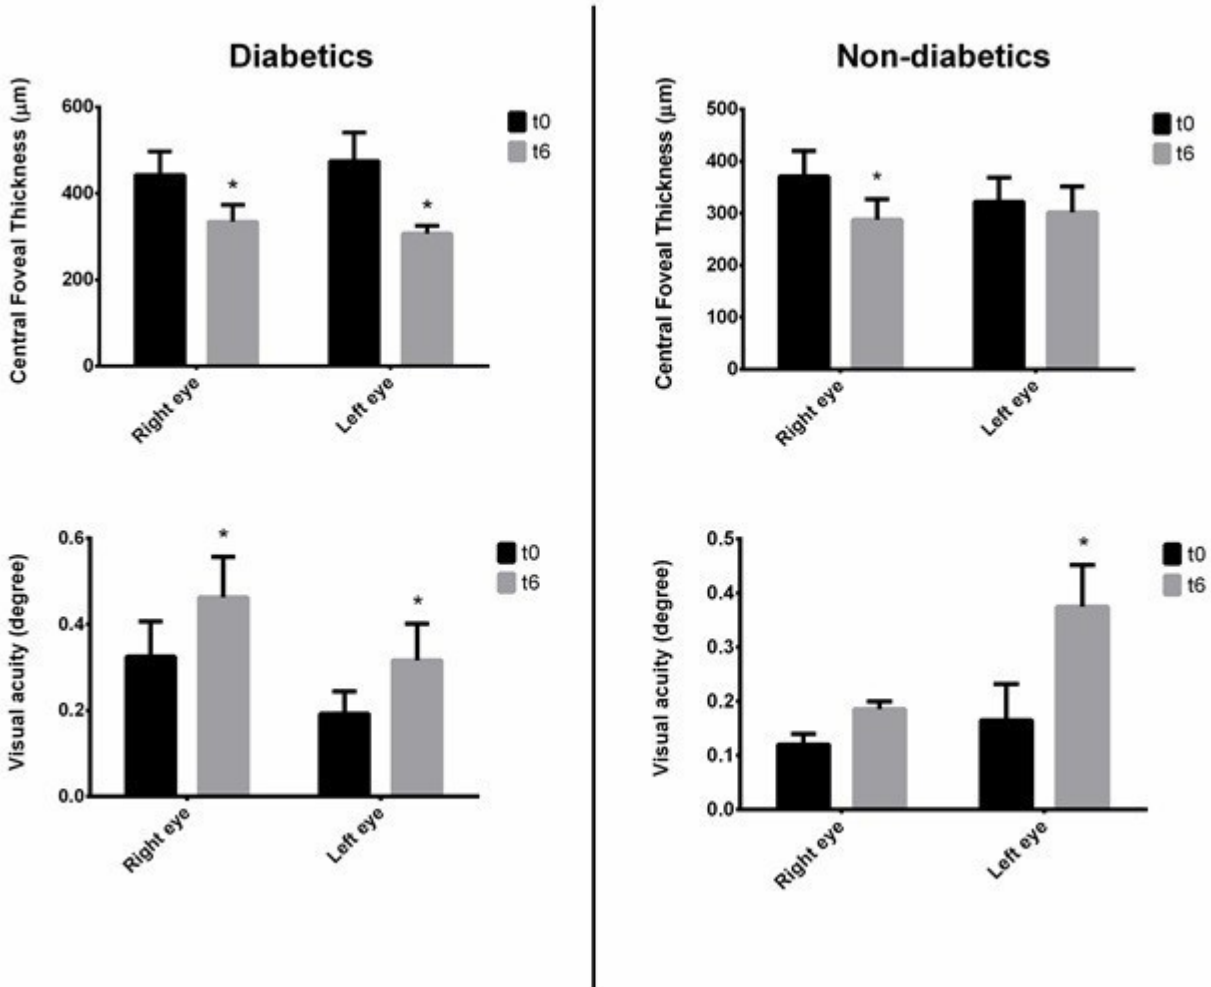 Diabetics
Central Foveal Thickness (μm)
600
400
200
0
*
*
t0
t6
Right eye
Left eye
Visual acuity (degree)
0.6
0.4
0.2
0.0
*
*
t0
t6
Right eye
Left eye
Non-diabetics
Central Foveal Thickness (μm)
500
400
300
200
100
0
*
t0
t6
Right eye
Left eye
Visual acuity (degree)
0.5
0.4
0.3
0.2
0.1
0.0
*
t0
t6
Right eye
Left eye